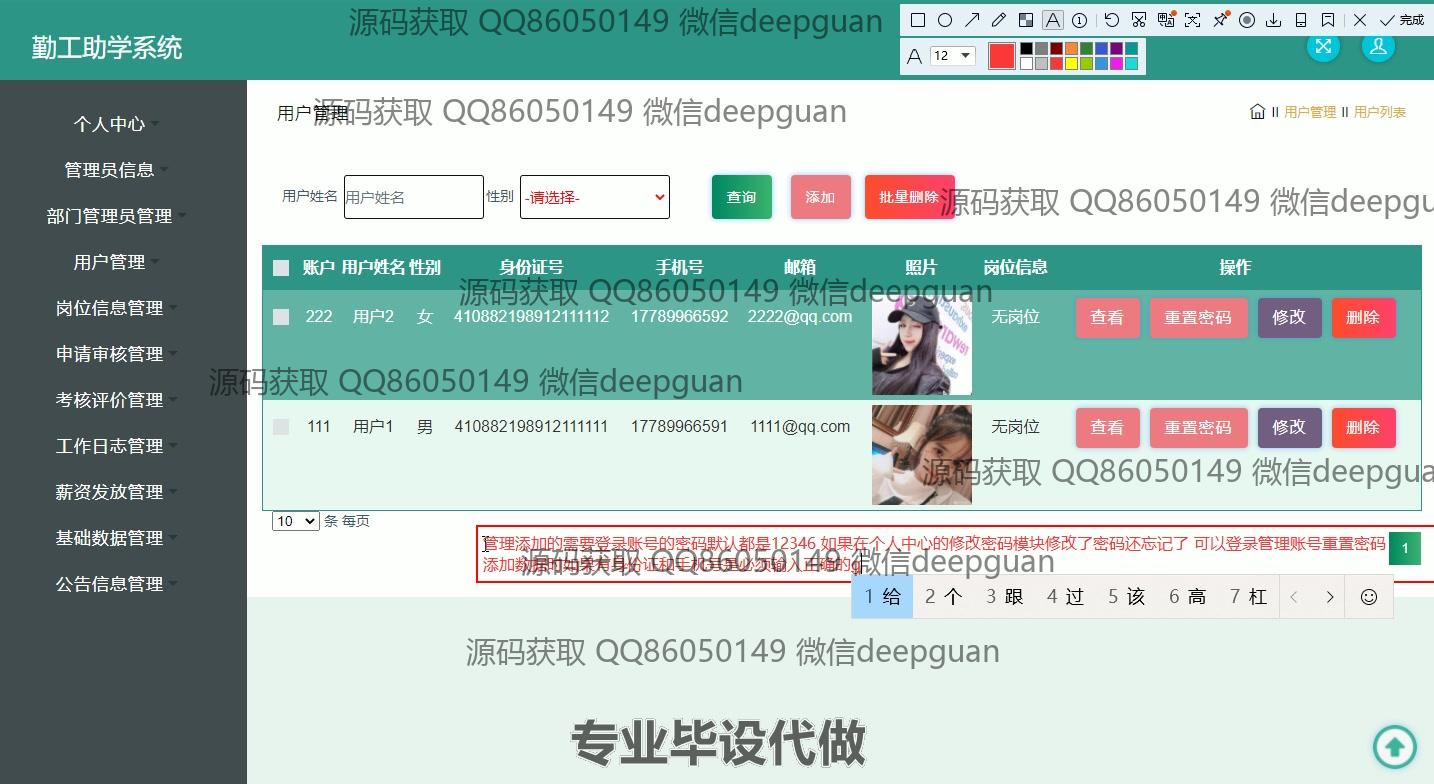 源码获取 QQ86050149 微信deepguan
完成
勤工助学系统
A 12
个人中心
管理员信息
部门管理员管理
用户管理
岗位信息管理
申请审核管理
考核评价管理
工作日志管理
薪资发放管理
基础数据管理
公告信息管理
用户管理
源码获取 QQ86050149 微信deepguan
用户管理 用户列表
用户姓名 用户姓名 性别 -请选择- 查询 添加 批量删除
源码获取 QQ86050149 微信deepgu
账户 用户姓名 性别 身份证号 手机号 邮箱 照片 岗位信息 操作
源码获取 QQ86050149 微信deepguan
222 用户2 女 410882198912111112 17789966592 2222@qq.com 无岗位 查看 重置密码 修改 删除
源码获取 QQ86050149 微信deepguan
111 用户1 男 410882198912111111 17789966591 1111@qq.com 无岗位 查看 重置密码 修改 删除
源码获取 QQ86050149 微信deepgua
10 条 每页
管理添加的需要登录账号的密码默认都是12346 如果在个人中心的修改密码模块修改了密码还忘记了 可以登录管理账号重置密码 1
添加数据时如果有身份证和手机号是必须输入正确的g
源码获取 QQ86050149 微信deepguan
1 给 2 个 3 跟 4 过 5 该 6 高 7 杠
源码获取 QQ86050149 微信deepguan
专业毕设代做